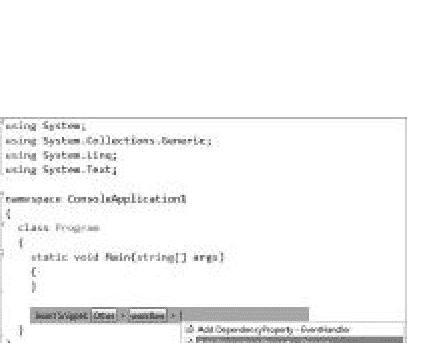 using System;
using System.Collections.Generic;
using System.Linq;
using System.Text;
namespace ConsoleApplication1
{
class Program
{
static void Main(string[] args)
{
}
Insert Snippet: Other > Workflow >
}
Add DependencyProperty - EventHandler
}